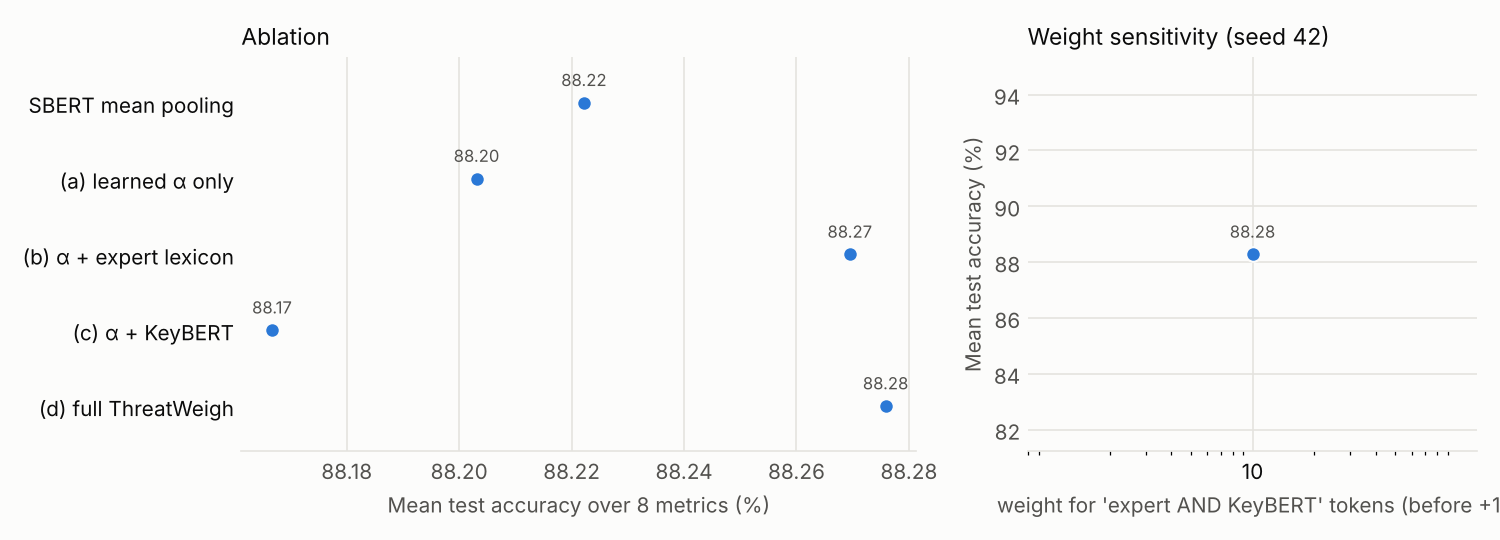 Ablation
SBERT mean pooling
(a) learned α only
(b) α + expert lexicon
(c) α + KeyBERT
(d) full ThreatWeigh
88.22
88.20
88.27
88.17
88.28
88.18 88.20 88.22 88.24 88.26 88.28
Mean test accuracy over 8 metrics (%)
Weight sensitivity (seed 42)
Mean test accuracy (%)
94
92
90
88
86
84
82
88.28
10
weight for 'expert AND KeyBERT' tokens (before +1